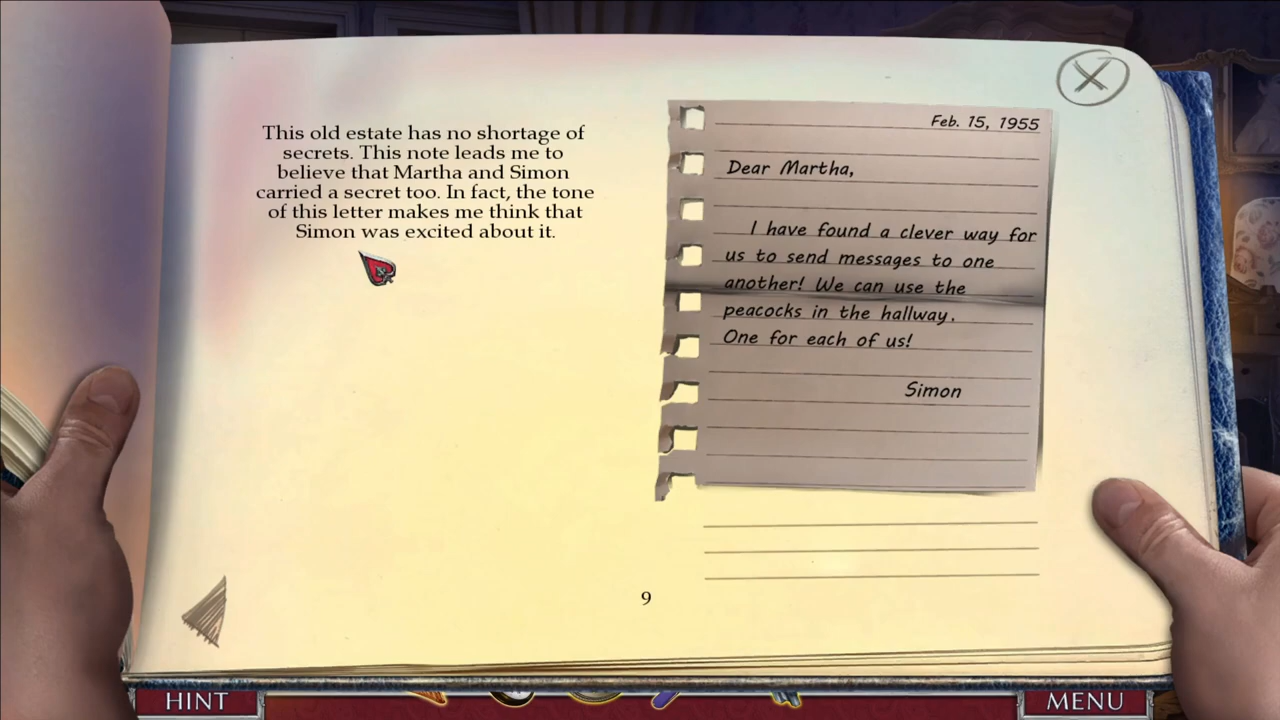 This old estate has no shortage of
secrets. This note leads me to
believe that Martha and Simon
carried a secret too. In fact, the tone
of this letter makes me think that
Simon was excited about it.
Feb. 15, 1955
Dear Martha,
I have found a clever way for
us to send messages to one
another! We can use the
peacocks in the hallway.
One for each of us!
Simon
9
HINT
MENU